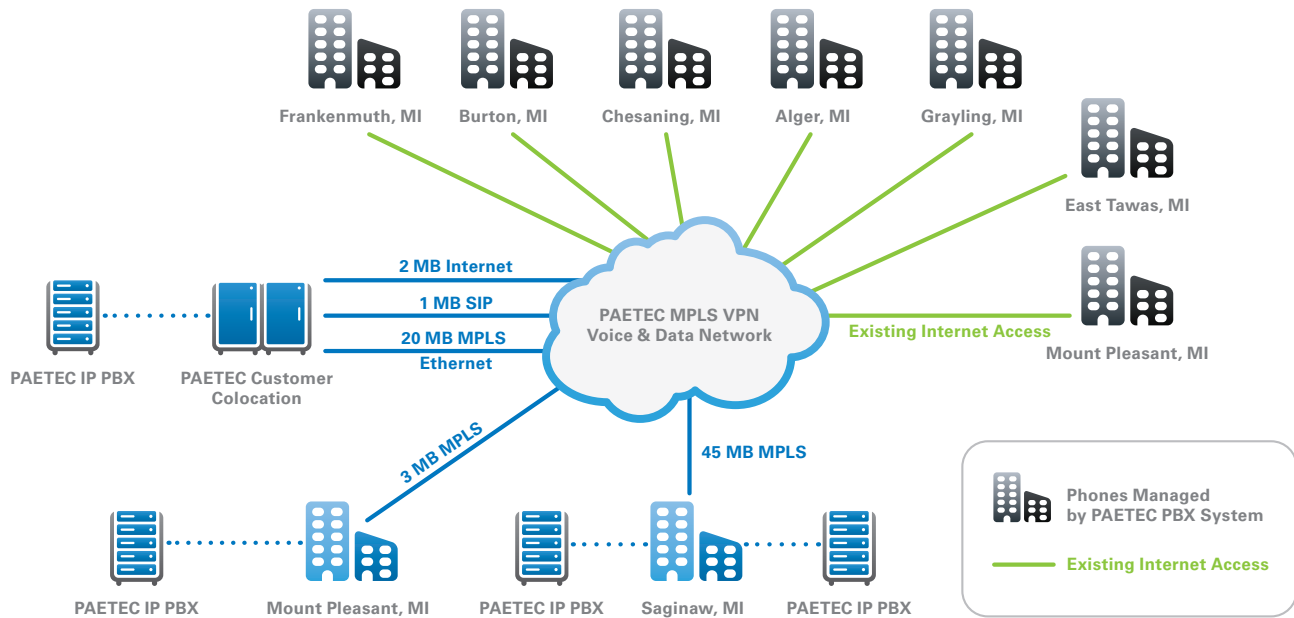 Frankenmuth, MI
Burton, MI
Chesaning, MI
Alger, MI
Grayling, MI
East Tawas, MI
2 MB Internet
1 MB SIP
20 MB MPLS
Ethernet
PAETEC MPLS VPN
Voice & Data Network
Existing Internet Access
Mount Pleasant, MI
PAETEC IP PBX
PAETEC Customer
Colocation
3 MB MPLS
45 MB MPLS
PAETEC IP PBX
Mount Pleasant, MI
PAETEC IP PBX
Saginaw, MI
PAETEC IP PBX
Phones Managed
by PAETEC PBX System
Existing Internet Access